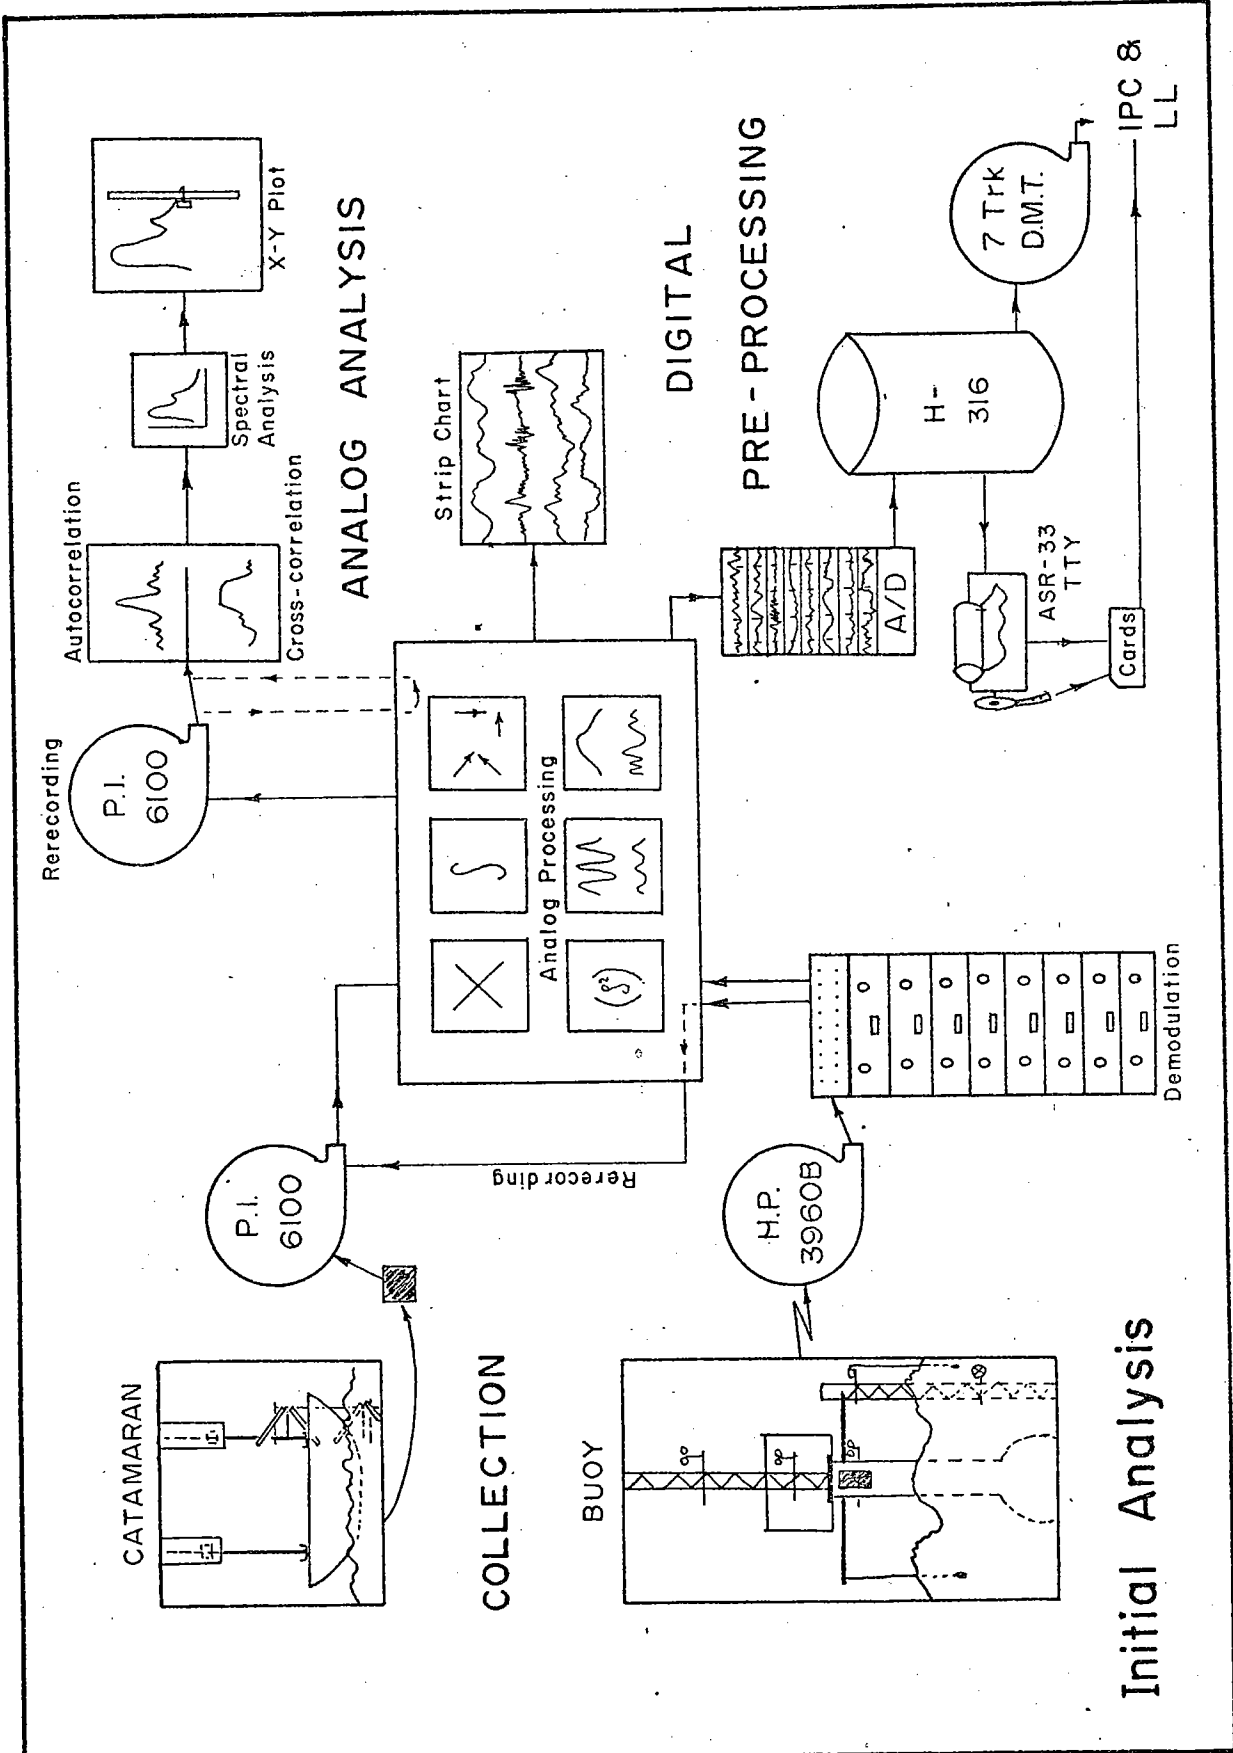 CATAMARAN
COLLECTION
BUOY
Initial Analysis
P.I.
6100
Rerecording
H.P.
3960B
Demodulation
Rerecording
P.I.
6100
Analog Processing
(∫²)
Autocorrelation
Cross-correlation
Spectral
Analysis
X-Y Plot
ANALOG ANALYSIS
Strip Chart
DIGITAL
PRE-PROCESSING
A/D
H-
316
ASR-33
TTY
Cards
7 Trk
D.M.T.
IPC &
LL